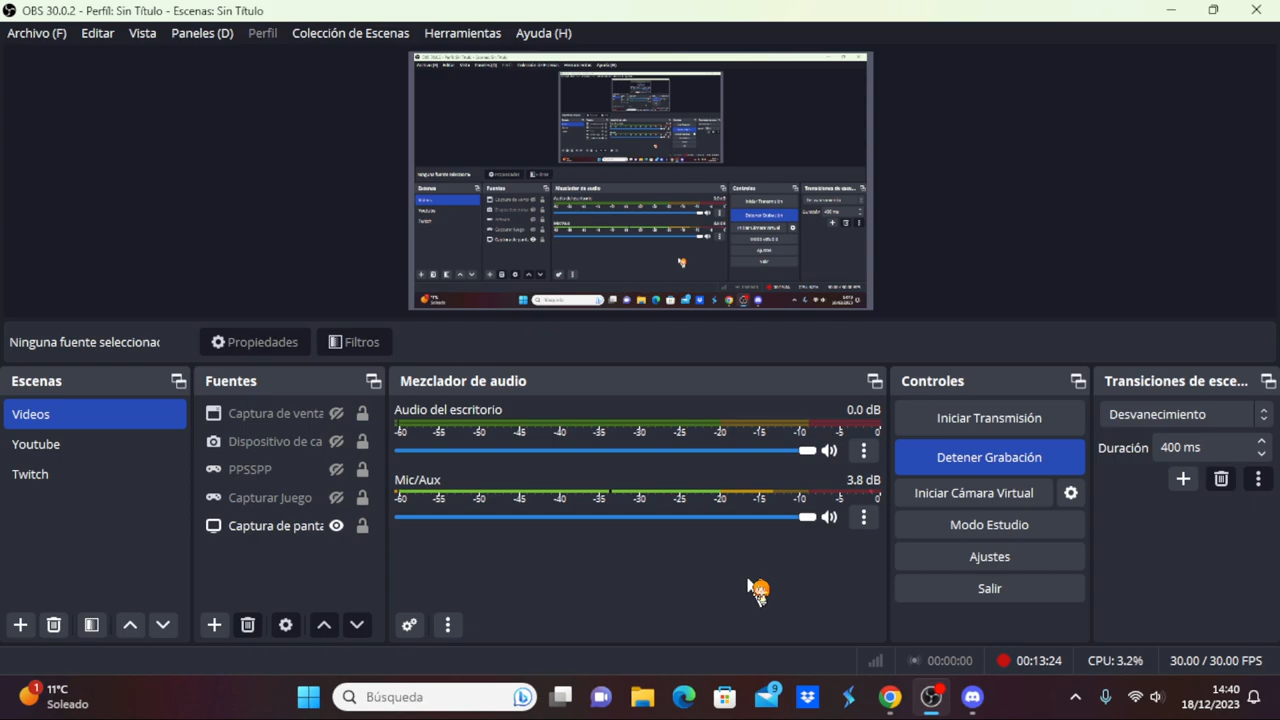 OBS 30.0.2 - Perfil: Sin Título - Escenas: Sin Título
Archivo (F) Editar Vista Paneles (D) Perfil Colección de Escenas Herramientas Ayuda (H)
Ninguna fuente seleccionac Propiedades Filtros
Escenas
Videos
Youtube
Twitch
Fuentes
Captura de venta
Dispositivo de ca
PPSSPP
Capturar Juego
Captura de panta
Mezclador de audio
Audio del escritorio 0.0 dB
-60 -55 -50 -45 -40 -35 -30 -25 -20 -15 -10 -5 0
Mic/Aux 3.8 dB
-60 -55 -50 -45 -40 -35 -30 -25 -20 -15 -10 -5 0
Controles
Iniciar Transmisión
Detener Grabación
Iniciar Cámara Virtual
Modo Estudio
Ajustes
Salir
Transiciones de esce...
Desvanecimiento
Duración 400 ms
00:00:00 00:13:24 CPU: 3.2% 30.00 / 30.00 FPS
1
11°C
Soleado
Búsqueda
14:40
18/12/2023